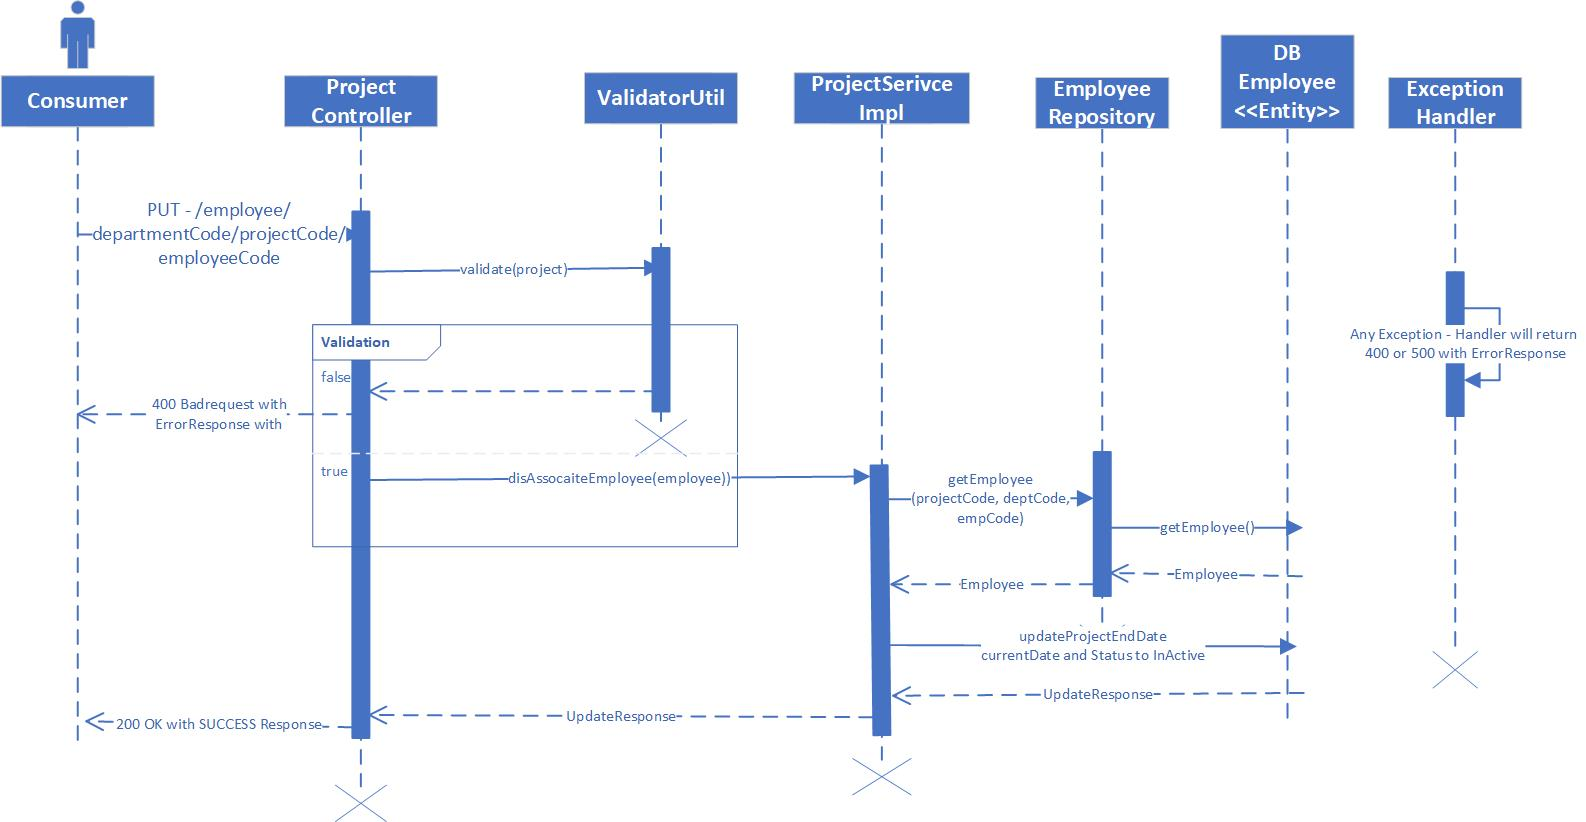 Consumer
Project
Controller
ValidatorUtil
ProjectSerivce
Impl
Employee
Repository
DB
Employee
<<Entity>>
Exception
Handler
PUT - /employee/
departmentCode/projectCode/
employeeCode
validate(project)
Validation
false
400 Badrequest with
ErrorResponse with
Any Exception - Handler will return
400 or 500 with ErrorResponse
true
disAssocaiteEmployee(employee))
getEmployee
(projectCode, deptCode,
empCode)
getEmployee()
Employee
Employee
updateProjectEndDate
currentDate and Status to InActive
UpdateResponse
UpdateResponse
200 OK with SUCCESS Response